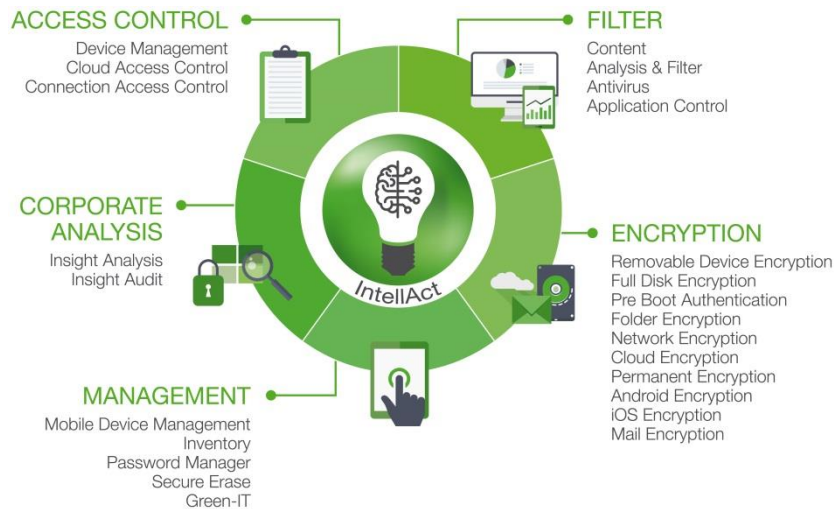 ACCESS CONTROL
Device Management
Cloud Access Control
Connection Access Control
FILTER
Content
Analysis & Filter
Antivirus
Application Control
CORPORATE
ANALYSIS
Insight Analysis
Insight Audit
IntellAct
ENCRYPTION
Removable Device Encryption
Full Disk Encryption
Pre Boot Authentication
Folder Encryption
Network Encryption
Cloud Encryption
Permanent Encryption
Android Encryption
iOS Encryption
Mail Encryption
MANAGEMENT
Mobile Device Management
Inventory
Password Manager
Secure Erase
Green-IT